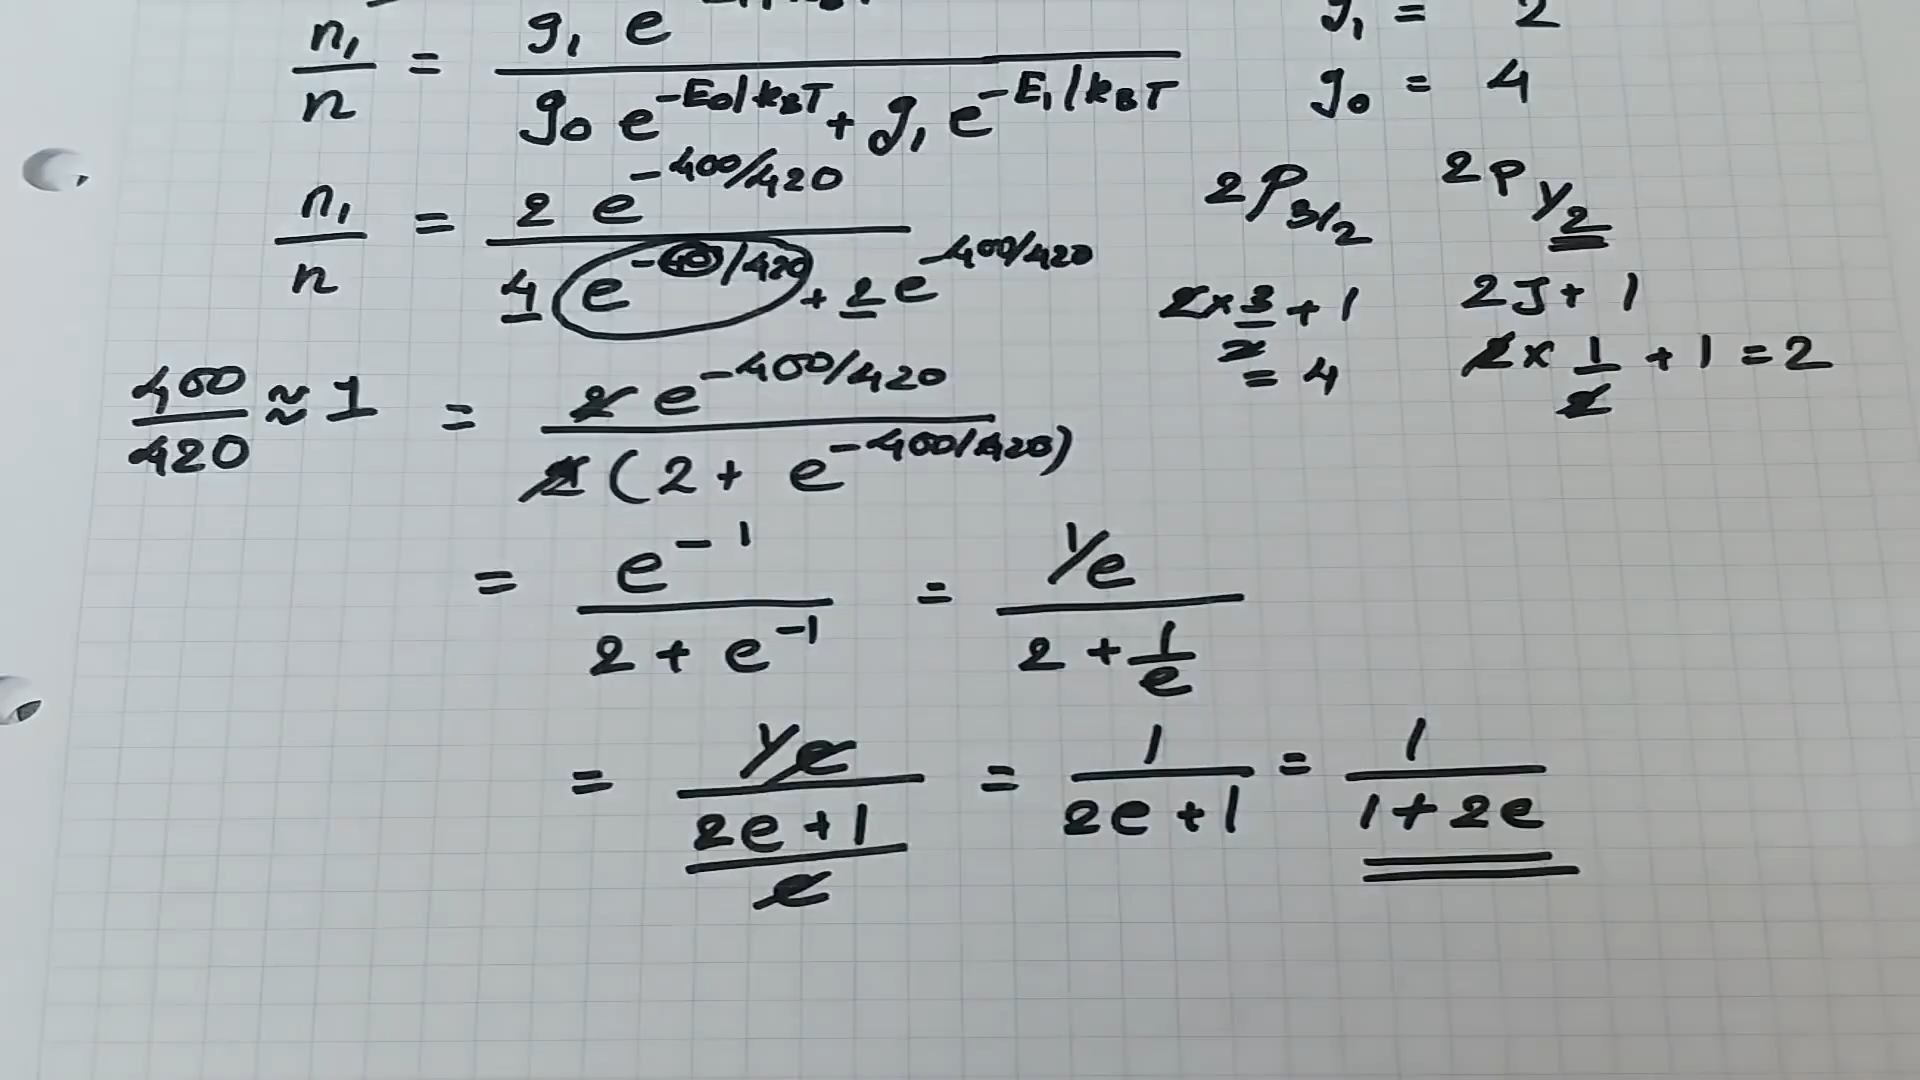 n₁/n = g₁ e / (g₀ e^(-E₀/k_BT) + g₁ e^(-E₁/k_BT))
g₁ = 2
g₀ = 4
n₁/n = 2 e^(-400/420) / (4 e^(-0/420) + 2 e^(-400/420))
2P₃/₂ 2P₁/₂
2 × 3/2 + 1 = 4
2J + 1
2 × 1/2 + 1 = 2
400/420 ≈ 1
= 2 e^(-400/420) / 2 (2 + e^(-400/420))
= e^(-1) / (2 + e^(-1)) = (1/e) / (2 + 1/e)
= (1/e) / ((2e + 1)/e) = 1 / (2e + 1) = 1 / (1 + 2e)